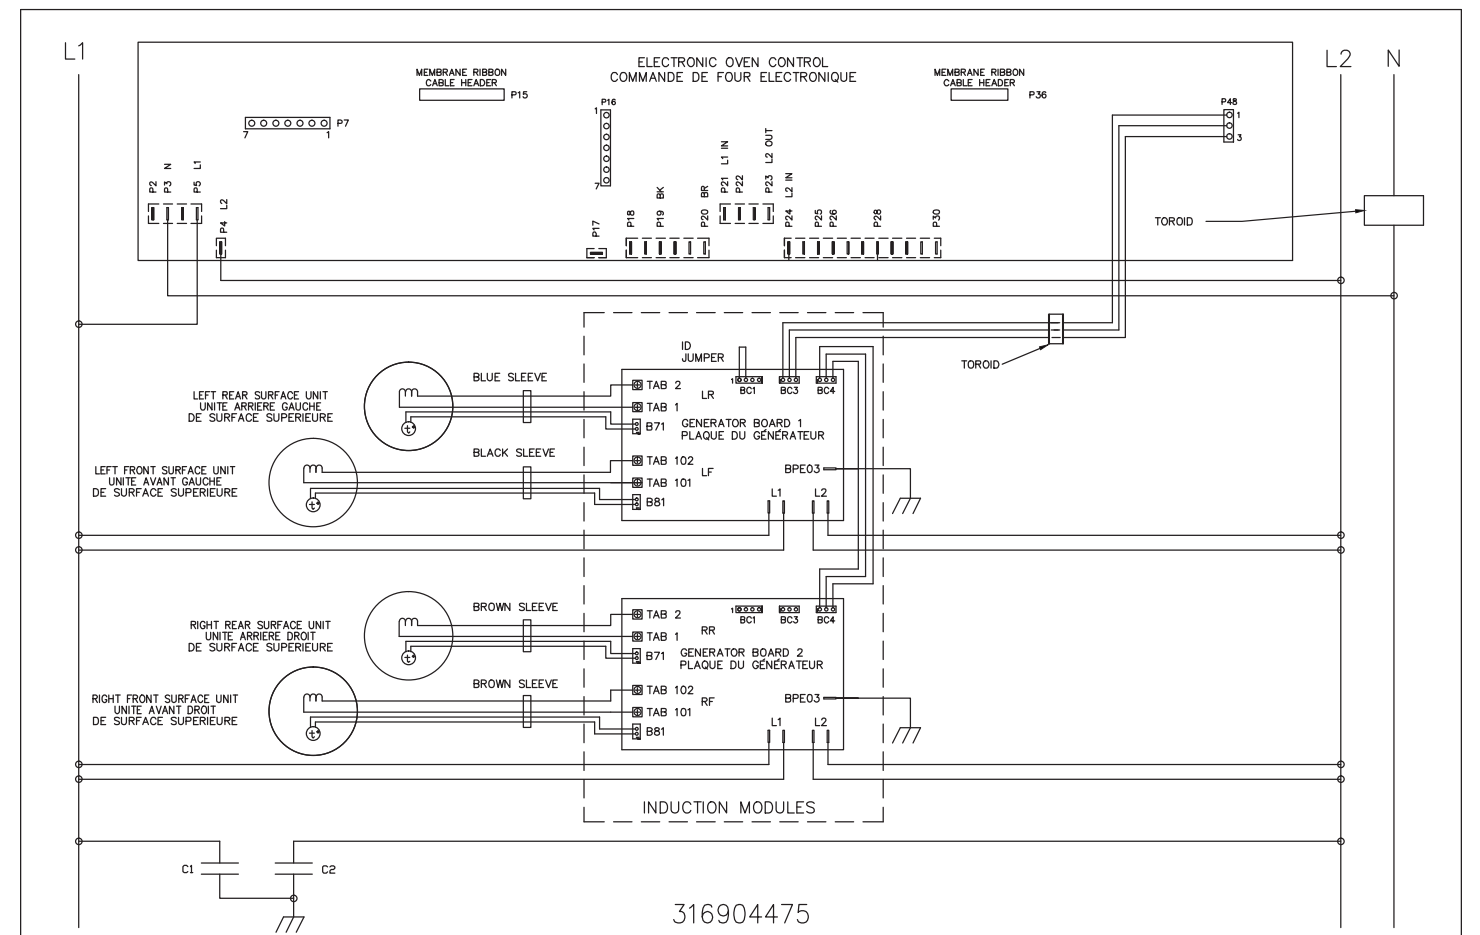 L1
L2
N
ELECTRONIC OVEN CONTROL
COMMANDE DE FOUR ELECTRONIQUE
MEMBRANE RIBBON
CABLE HEADER
P15
MEMBRANE RIBBON
CABLE HEADER
P36
P7
7
1
P16
1
7
P48
1
3
P2
P3 N
P5 L1
P4 L2
P17
P18
P19 BK
P20 BR
P21 L1 IN
P22
P23 L2 OUT
P24 L2 IN
P25
P26
P28
P30
TOROID
TOROID
ID
JUMPER
LEFT REAR SURFACE UNIT
UNITE ARRIERE GAUCHE
DE SURFACE SUPERIEURE
BLUE SLEEVE
TAB 2
LR
1
BC1
BC3
BC4
TAB 1
B71
GENERATOR BOARD 1
PLAQUE DU GÉNÉRATEUR
LEFT FRONT SURFACE UNIT
UNITE AVANT GAUCHE
DE SURFACE SUPERIEURE
BLACK SLEEVE
TAB 102
LF
BPE03
TAB 101
B81
L1
L2
t°
t°
RIGHT REAR SURFACE UNIT
UNITE ARRIERE DROIT
DE SURFACE SUPERIEURE
BROWN SLEEVE
TAB 2
RR
1
BC1
BC3
BC4
TAB 1
B71
GENERATOR BOARD 2
PLAQUE DU GÉNÉRATEUR
RIGHT FRONT SURFACE UNIT
UNITE AVANT DROIT
DE SURFACE SUPERIEURE
BROWN SLEEVE
TAB 102
RF
BPE03
TAB 101
B81
L1
L2
t°
t°
INDUCTION MODULES
C1
C2
316904475